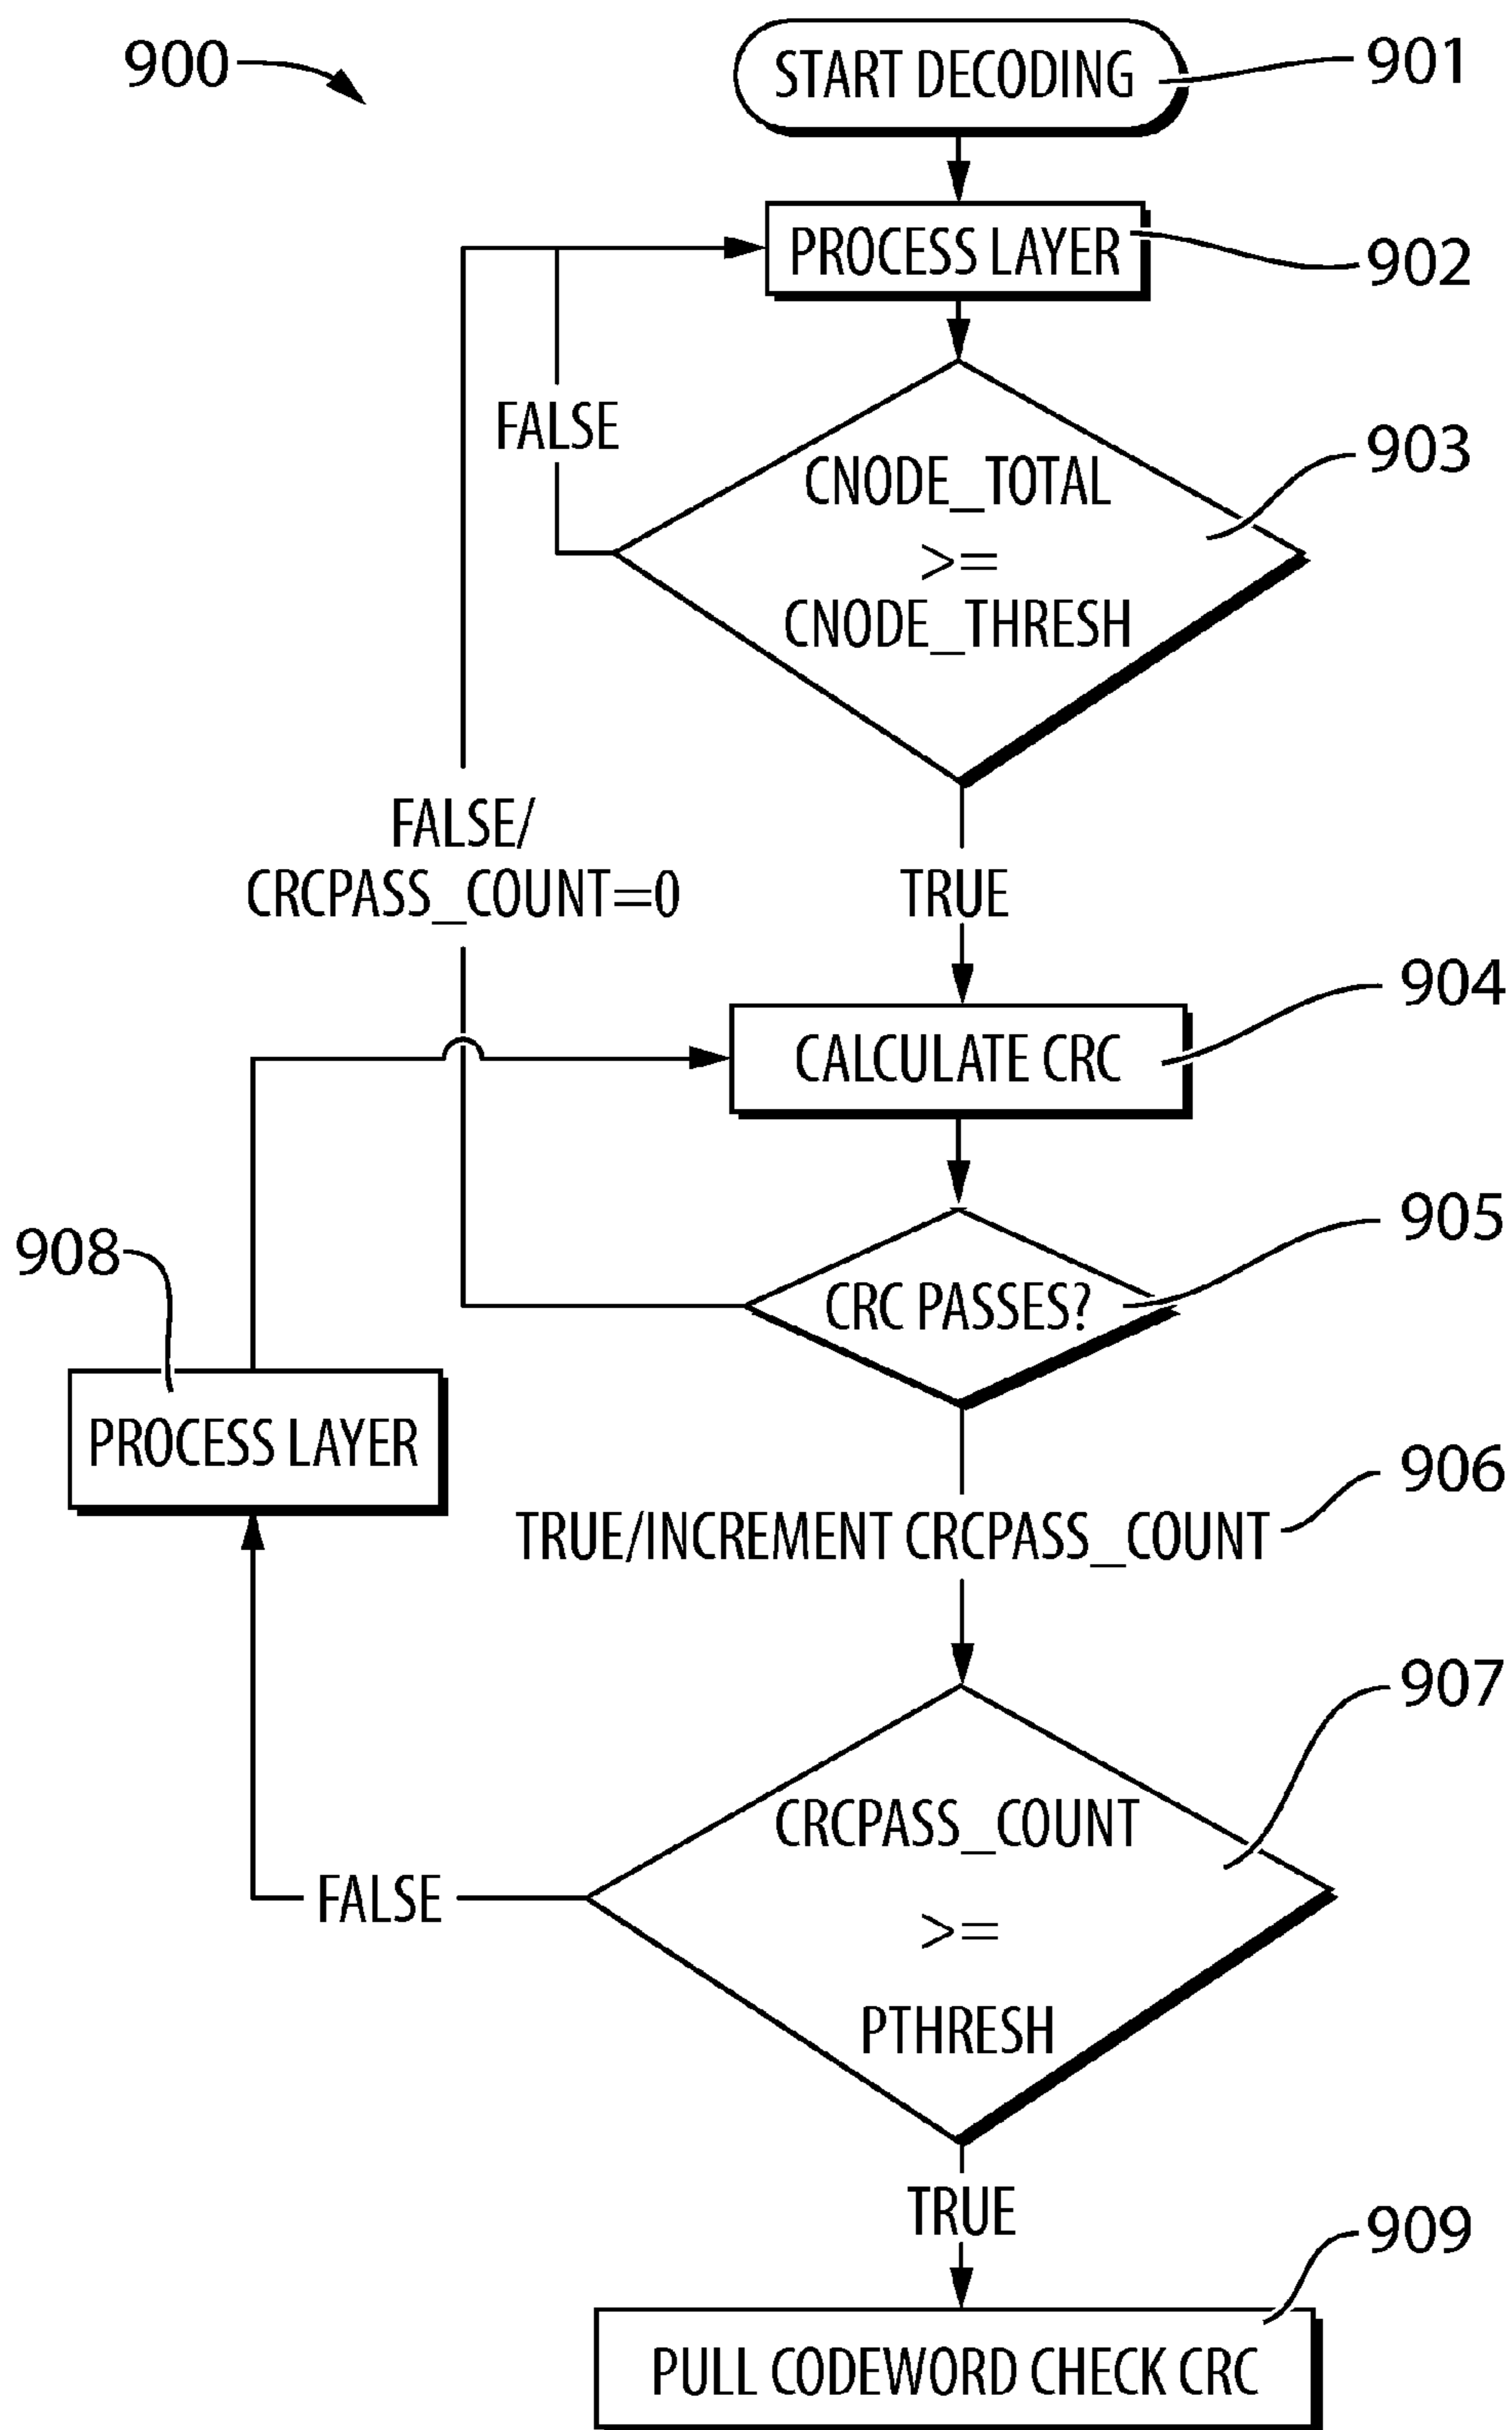 900
START DECODING
901
PROCESS LAYER
902
FALSE
903
CNODE_TOTAL
>=
CNODE_THRESH
FALSE/
CRCPASS_COUNT=0
TRUE
904
CALCULATE CRC
905
908
CRC PASSES?
PROCESS LAYER
906
TRUE/INCREMENT CRCPASS_COUNT
907
CRCPASS_COUNT
>=
PTHRESH
FALSE
TRUE
909
PULL CODEWORD CHECK CRC